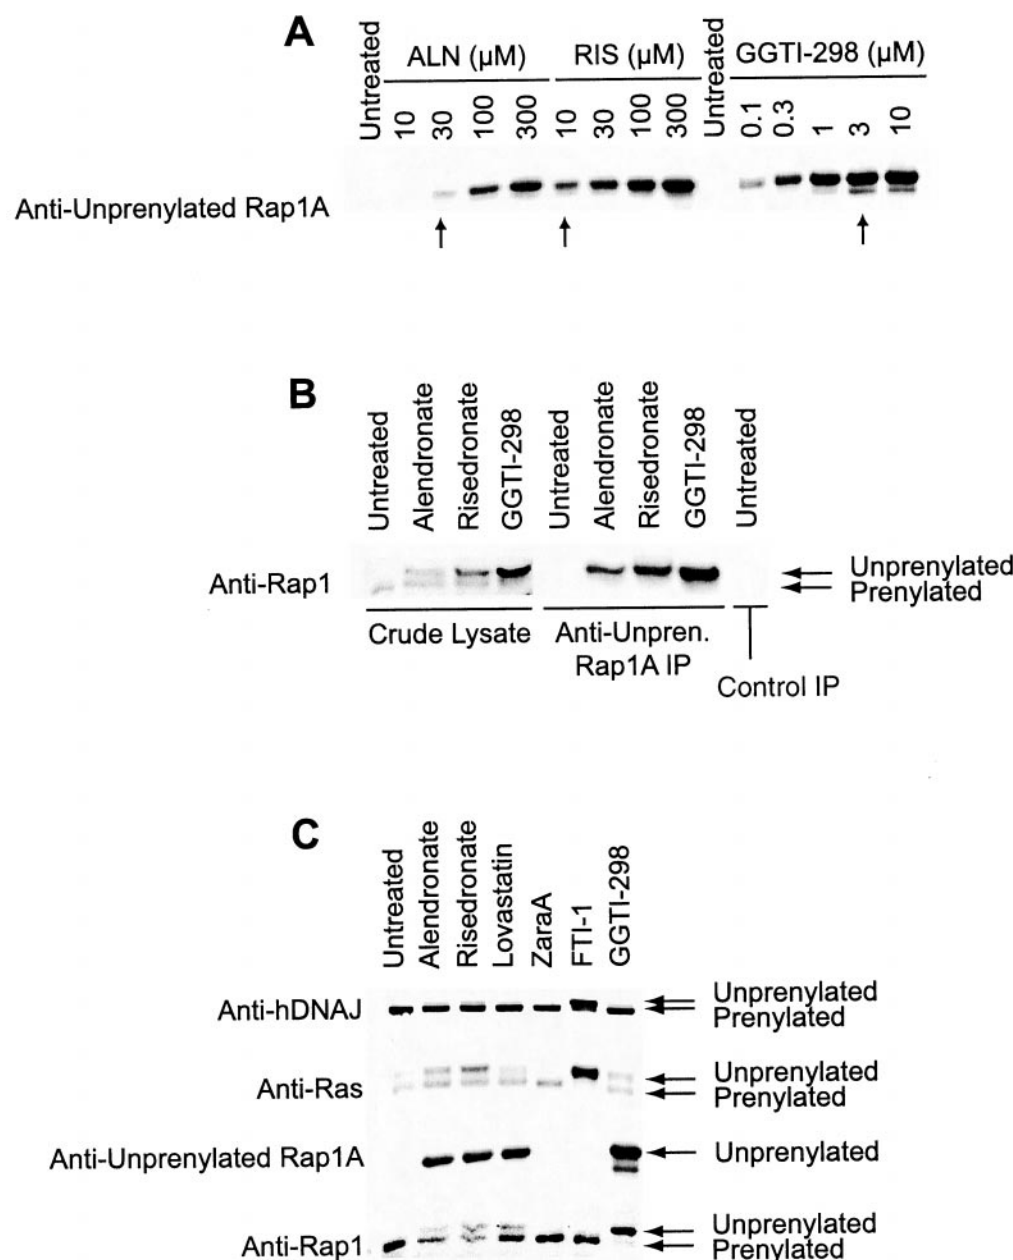 A
Untreated
ALN (µM)
10
30
100
300
RIS (µM)
10
30
100
300
Untreated
GGTI-298 (µM)
0.1
0.3
1
3
10
Anti-Unprenylated Rap1A
B
Untreated
Alendronate
Risedronate
GGTI-298
Untreated
Alendronate
Risedronate
GGTI-298
Untreated
Anti-Rap1
Unprenylated
Prenylated
Crude Lysate
Anti-Unpren.
Rap1A IP
Control IP
C
Untreated
Alendronate
Risedronate
Lovastatin
ZaraA
FTI-1
GGTI-298
Anti-hDNAJ
Unprenylated
Prenylated
Anti-Ras
Unprenylated
Prenylated
Anti-Unprenylated Rap1A
Unprenylated
Anti-Rap1
Unprenylated
Prenylated